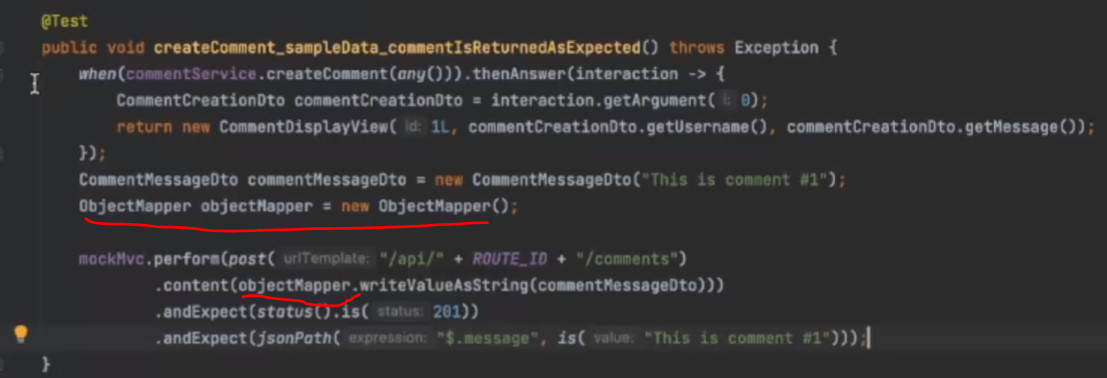 @Test
public void createComment_sampleData_commentIsReturnedAsExpected() throws Exception {
when(commentService.createComment(any())).thenAnswer(interaction -> {
CommentCreationDto commentCreationDto = interaction.getArgument( i: 0);
return new CommentDisplayView( id: 1L, commentCreationDto.getUsername(), commentCreationDto.getMessage());
});
CommentMessageDto commentMessageDto = new CommentMessageDto("This is comment #1");
ObjectMapper objectMapper = new ObjectMapper();
mockMvc.perform(post( urlTemplate: "/api/" + ROUTE_ID + "/comments")
.content(objectMapper.writeValueAsString(commentMessageDto)))
.andExpect(status().is( status: 201))
.andExpect(jsonPath( expression: "$.message", is( value: "This is comment #1")));
}